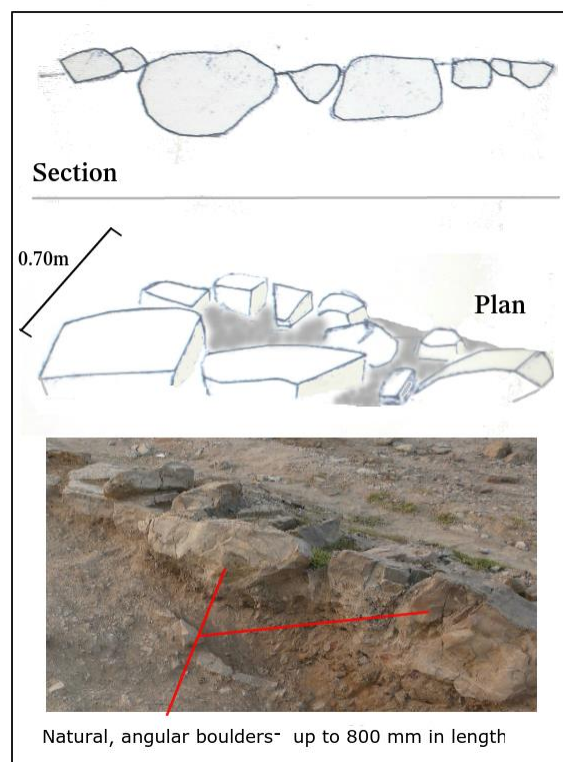 Section
0.70m
Plan
Natural, angular boulders- up to 800 mm in length